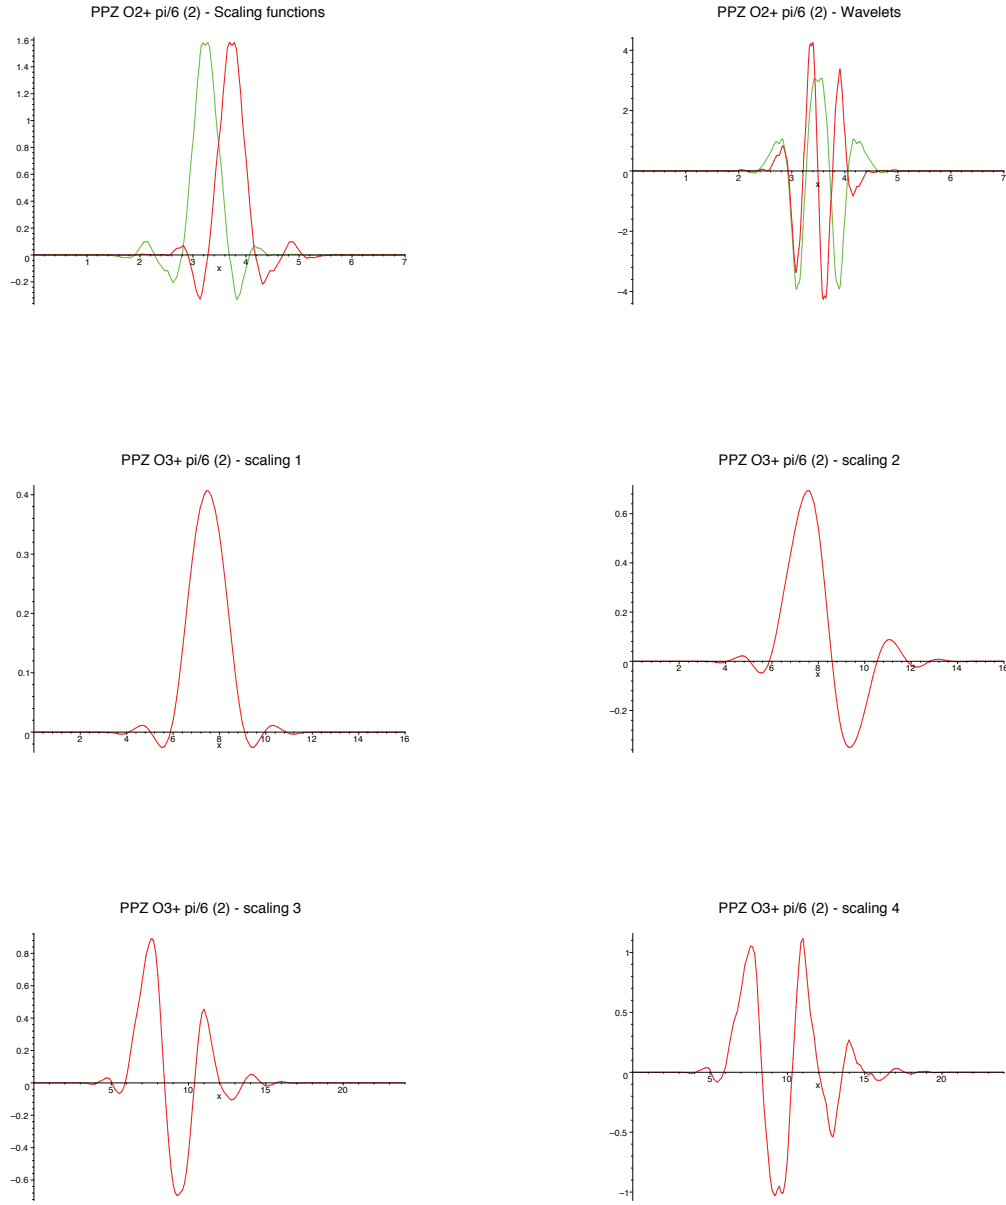 PPZ O2+ pi/6 (2) - Scaling functions
1.6
1.4
1.2
1
0.8
0.6
0.4
0.2
0
−0.2
1 2 3 4 5 6 7
x
PPZ O2+ pi/6 (2) - Wavelets
4
2
0
−2
−4
1 2 3 4 5 6 7
x
PPZ O3+ pi/6 (2) - scaling 1
0.4
0.3
0.2
0.1
0
2 4 6 8 10 12 14 16
x
PPZ O3+ pi/6 (2) - scaling 2
0.6
0.4
0.2
0
−0.2
2 4 6 8 10 12 14 16
x
PPZ O3+ pi/6 (2) - scaling 3
0.8
0.6
0.4
0.2
0
−0.2
−0.4
−0.6
5 10 15 20
x
PPZ O3+ pi/6 (2) - scaling 4
1
0.5
0
−0.5
−1
5 10 15 20
x